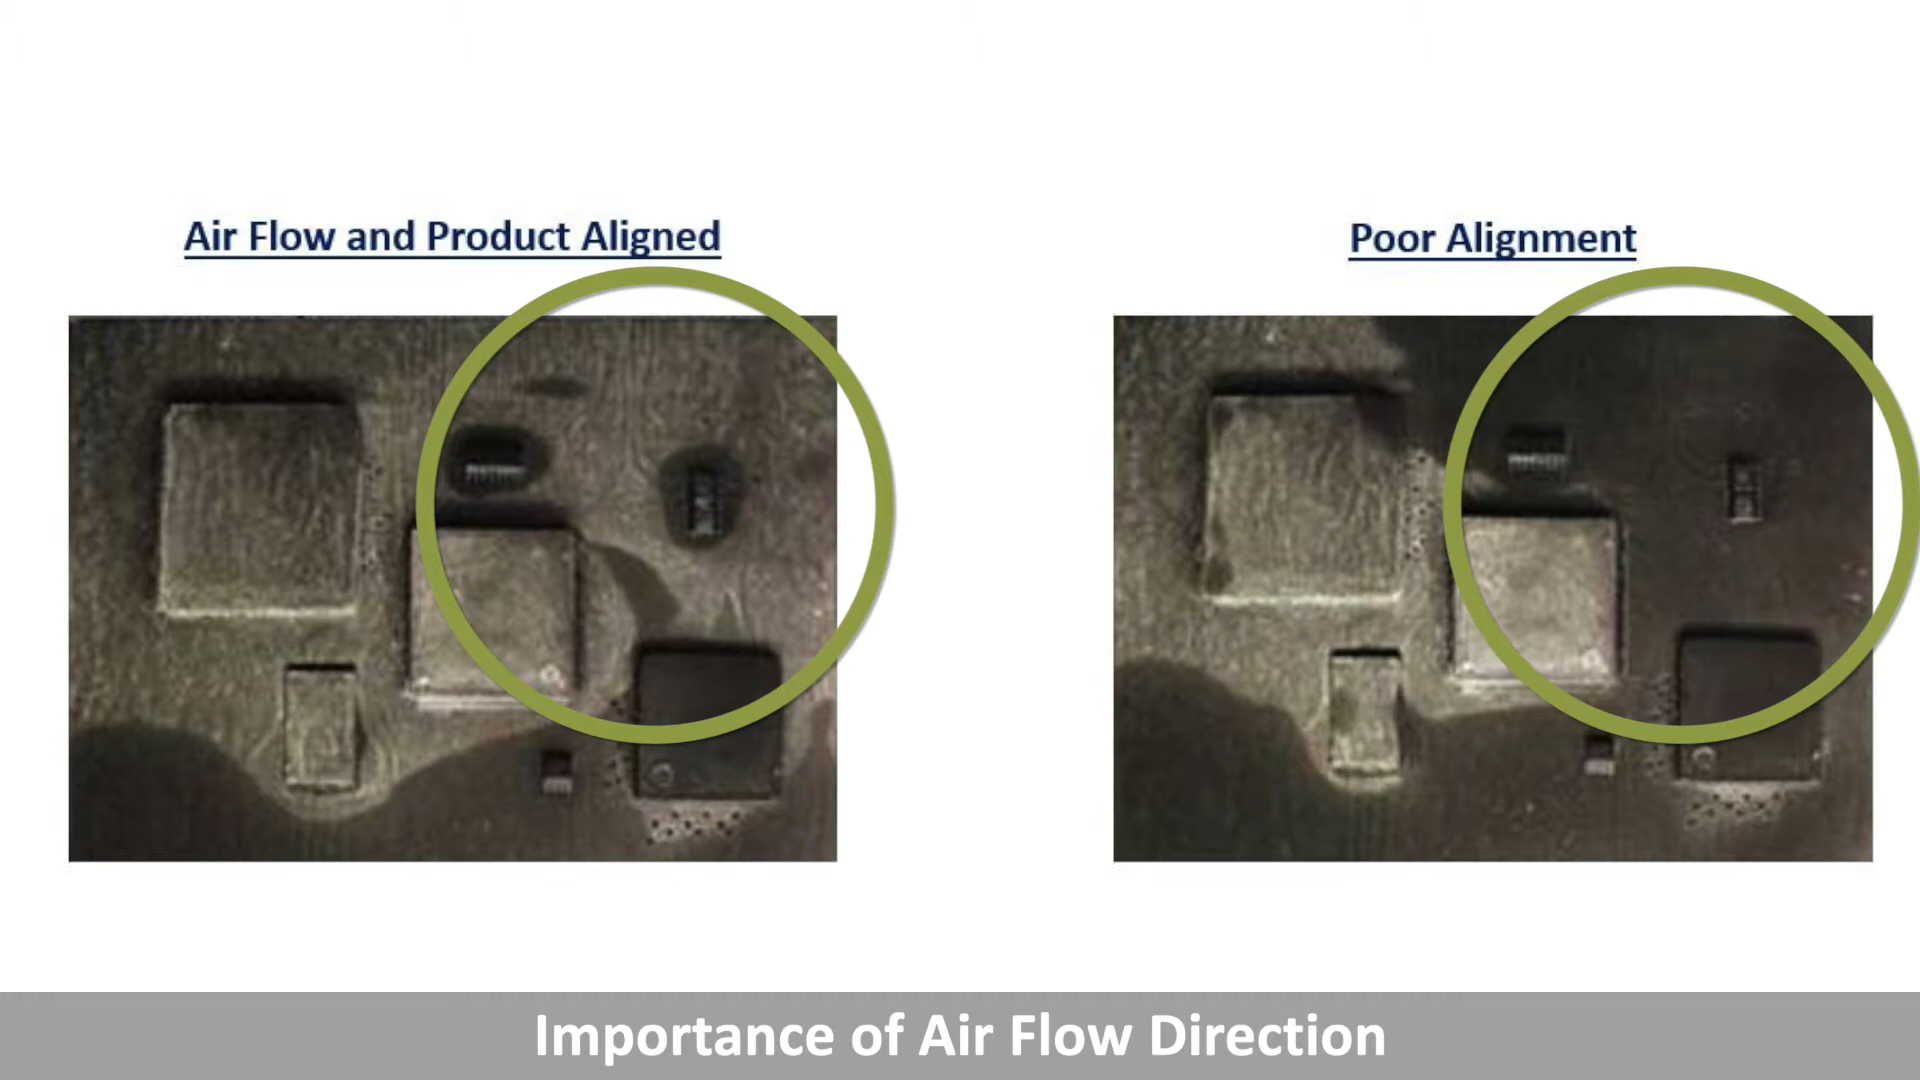 Air Flow and Product Aligned
Poor Alignment
Importance of Air Flow Direction